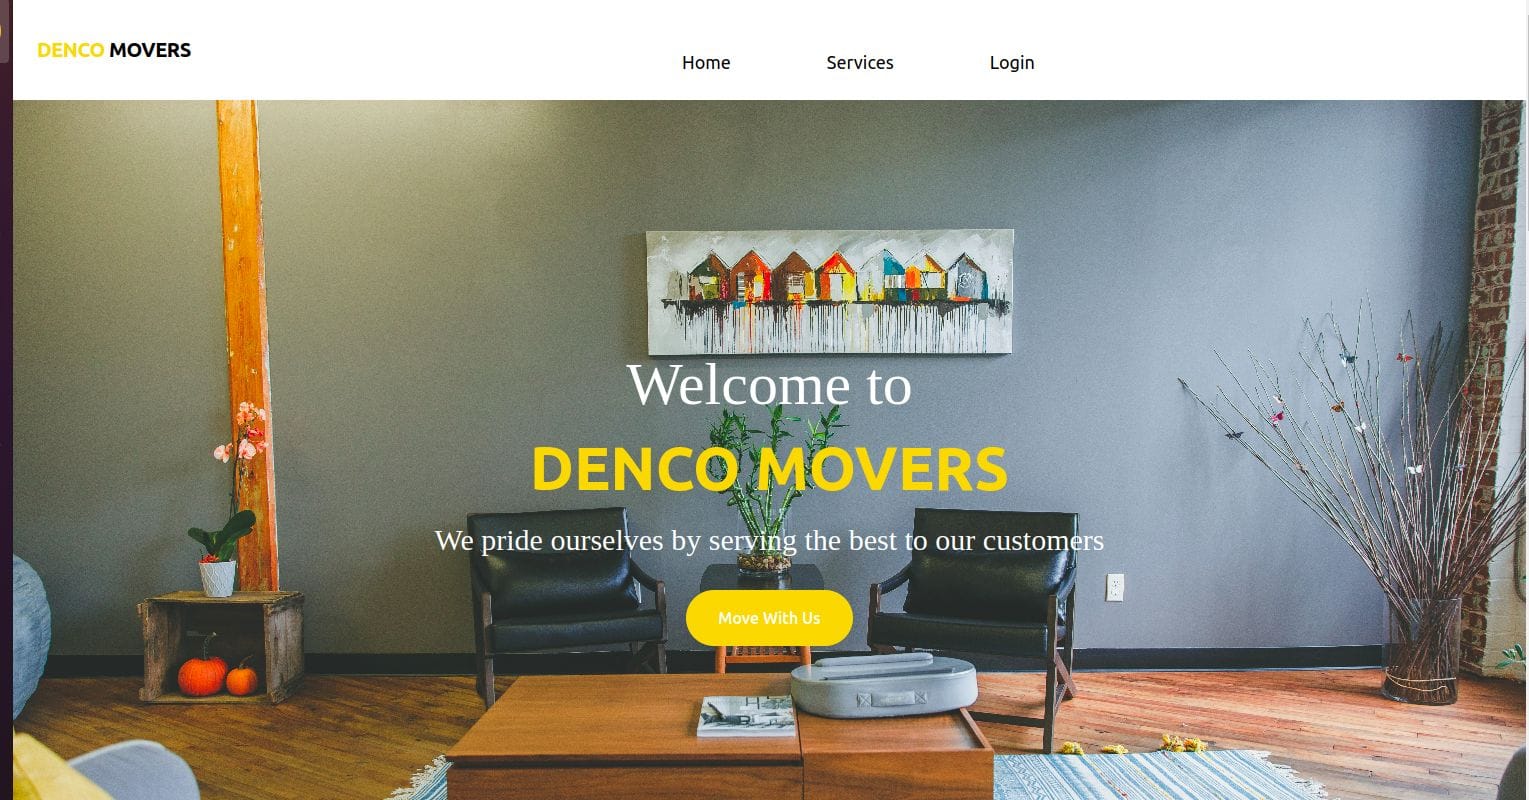 DENCO MOVERS
Home Services Login
Welcome to
DENCO MOVERS
We pride ourselves by serving the best to our customers
Move With Us